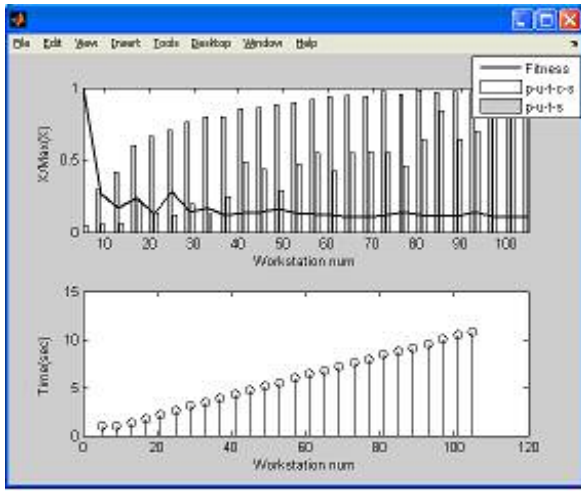 File Edit View Insert Tools Desktop Window Help
Fitness
p-u-t-c-s
p-u-t-s
1
0.5
0
X/Max(X)
10 20 30 40 50 60 70 80 90 100
Workstation num
15
10
5
0
Time(sec)
0 20 40 60 80 100 120
Workstation num